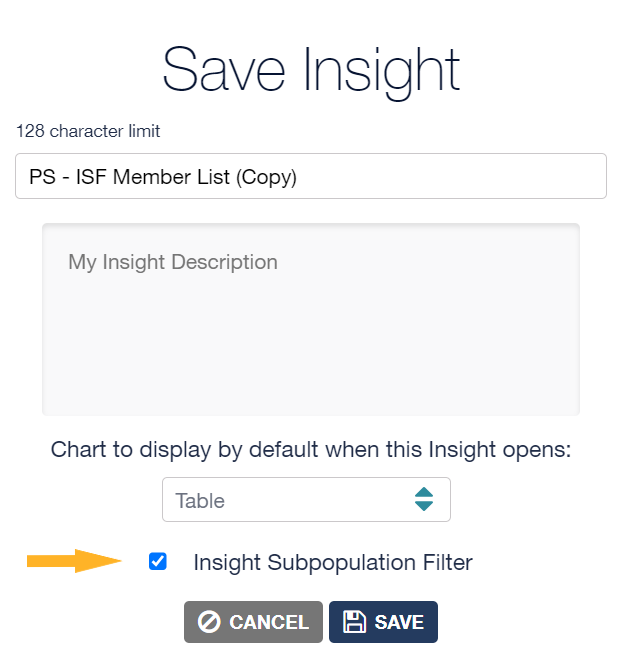 Save Insight
128 character limit
PS - ISF Member List (Copy)
My Insight Description
Chart to display by default when this Insight opens:
Table
Insight Subpopulation Filter
CANCEL SAVE